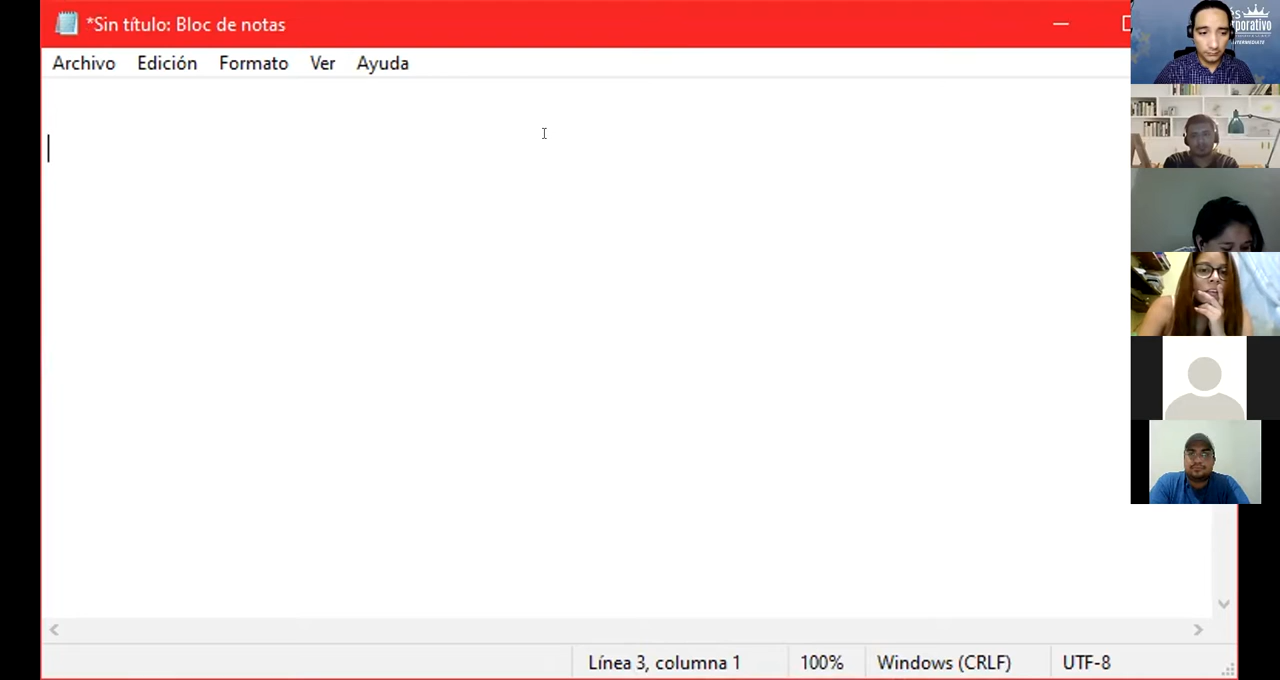 *Sin título: Bloc de notas
Archivo Edición Formato Ver Ayuda
Línea 3, columna 1 100% Windows (CRLF) UTF-8